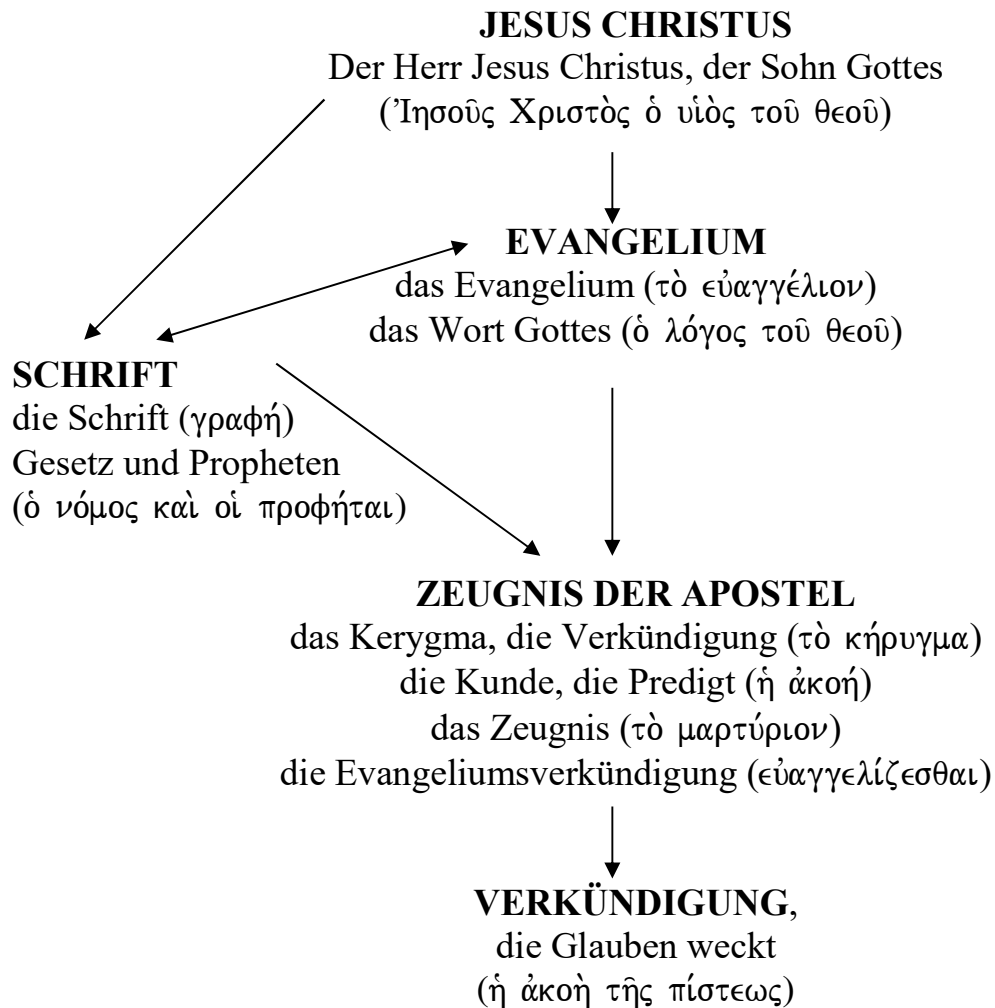 JESUS CHRISTUS
Der Herr Jesus Christus, der Sohn Gottes
(Ἰησοῦς Χριστὸς ὁ υἱὸς τοῦ θεοῦ)
EVANGELIUM
das Evangelium (τὸ εὐαγγέλιον)
das Wort Gottes (ὁ λόγος τοῦ θεοῦ)
SCHRIFT
die Schrift (γραφή)
Gesetz und Propheten
(ὁ νόμος καὶ οἱ προφήται)
ZEUGNIS DER APOSTEL
das Kerygma, die Verkündigung (τὸ κήρυγμα)
die Kunde, die Predigt (ἡ ἀκοή)
das Zeugnis (τὸ μαρτύριον)
die Evangeliumsverkündigung (εὐαγγελίζεσθαι)
VERKÜNDIGUNG,
die Glauben weckt
(ἡ ἀκοὴ τῆς πίστεως)